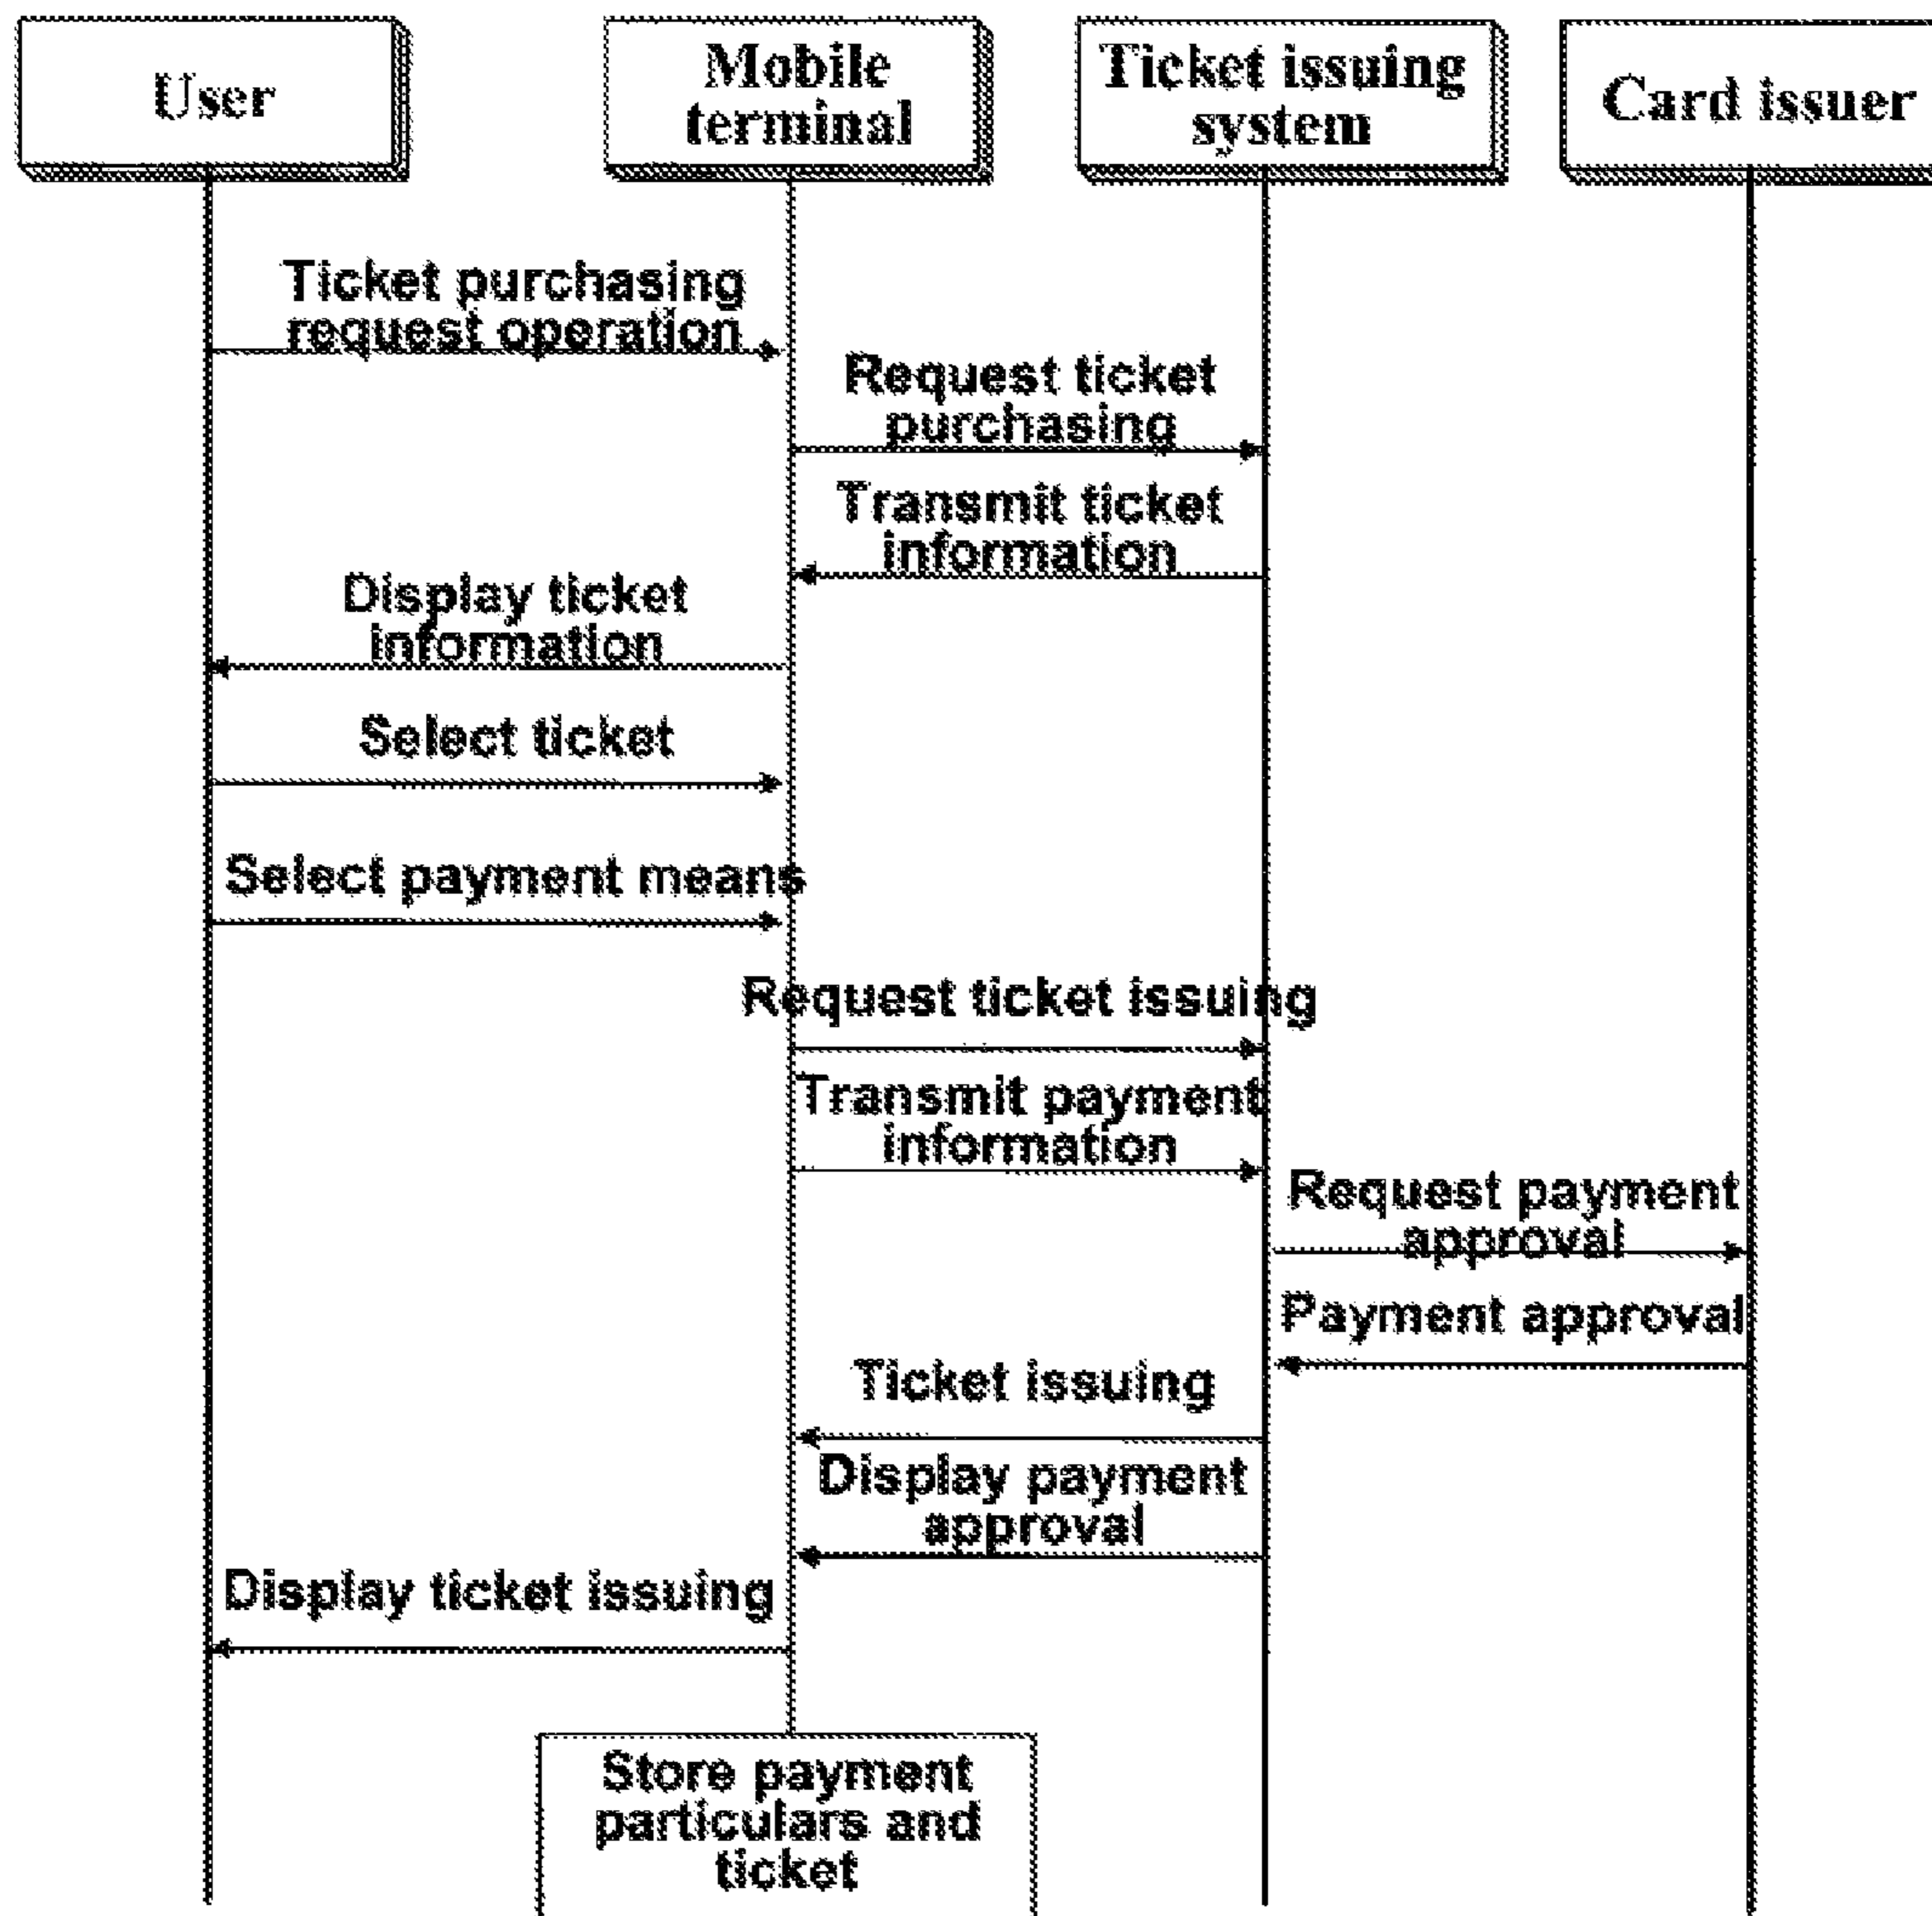 User
Mobile
terminal
Ticket issuing
system
Card issuer
Ticket purchasing
request operation
Request ticket
purchasing
Transmit ticket
information
Display ticket
information
Select ticket
Select payment means
Request ticket issuing
Transmit payment
information
Request payment
approval
Payment approval
Ticket issuing
Display payment
approval
Display ticket issuing
Store payment
particulars and
ticket